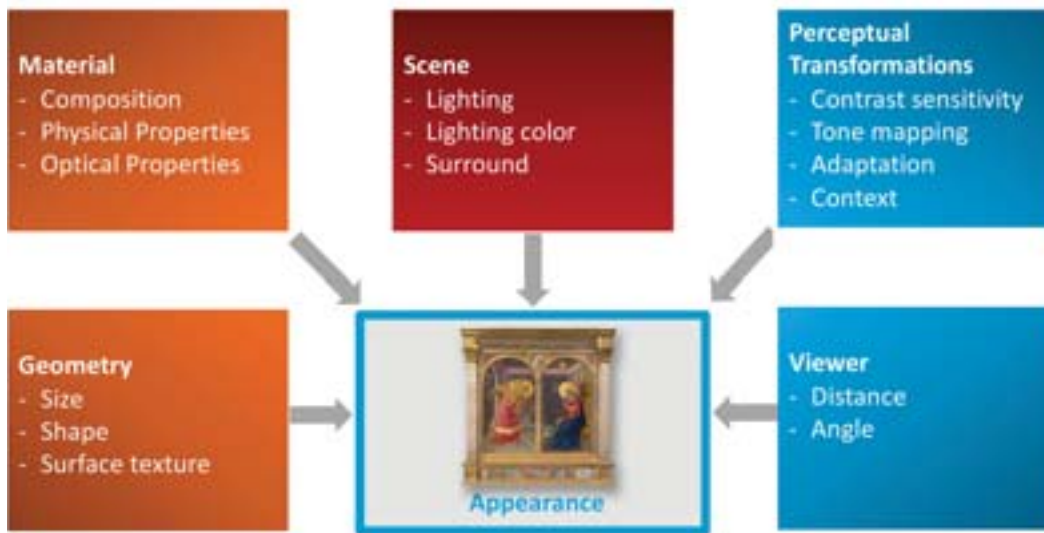 Material
- Composition
- Physical Properties
- Optical Properties
Scene
- Lighting
- Lighting color
- Surround
Perceptual
Transformations
- Contrast sensitivity
- Tone mapping
- Adaptation
- Context
Geometry
- Size
- Shape
- Surface texture
Appearance
Viewer
- Distance
- Angle